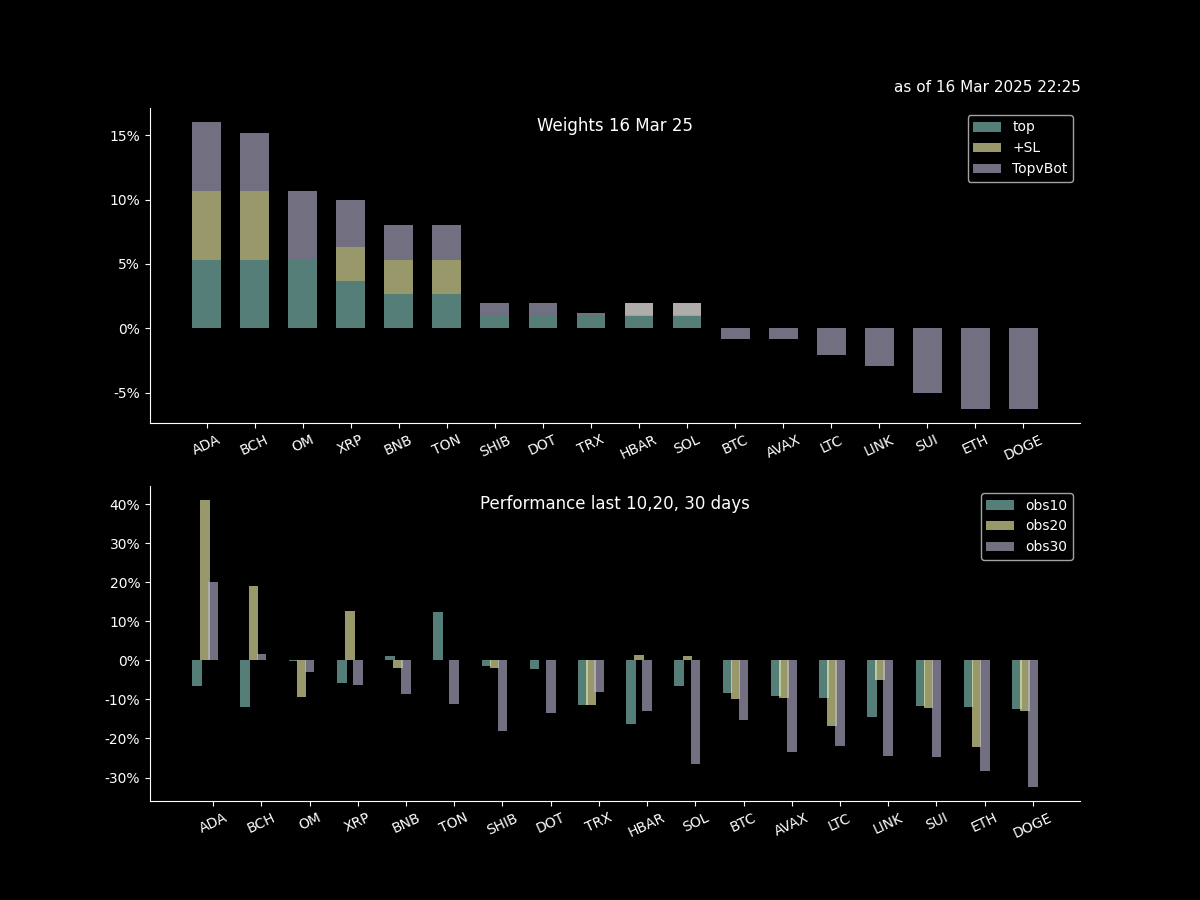 as of 16 Mar 2025 22:25
Weights 16 Mar 25
top
+SL
TopvBot
15%
10%
5%
0%
-5%
ADA BCH OM XRP BNB TON SHIB DOT TRX HBAR SOL BTC AVAX LTC LINK SUI ETH DOGE
Performance last 10,20, 30 days
obs10
obs20
obs30
40%
30%
20%
10%
0%
-10%
-20%
-30%
ADA BCH OM XRP BNB TON SHIB DOT TRX HBAR SOL BTC AVAX LTC LINK SUI ETH DOGE